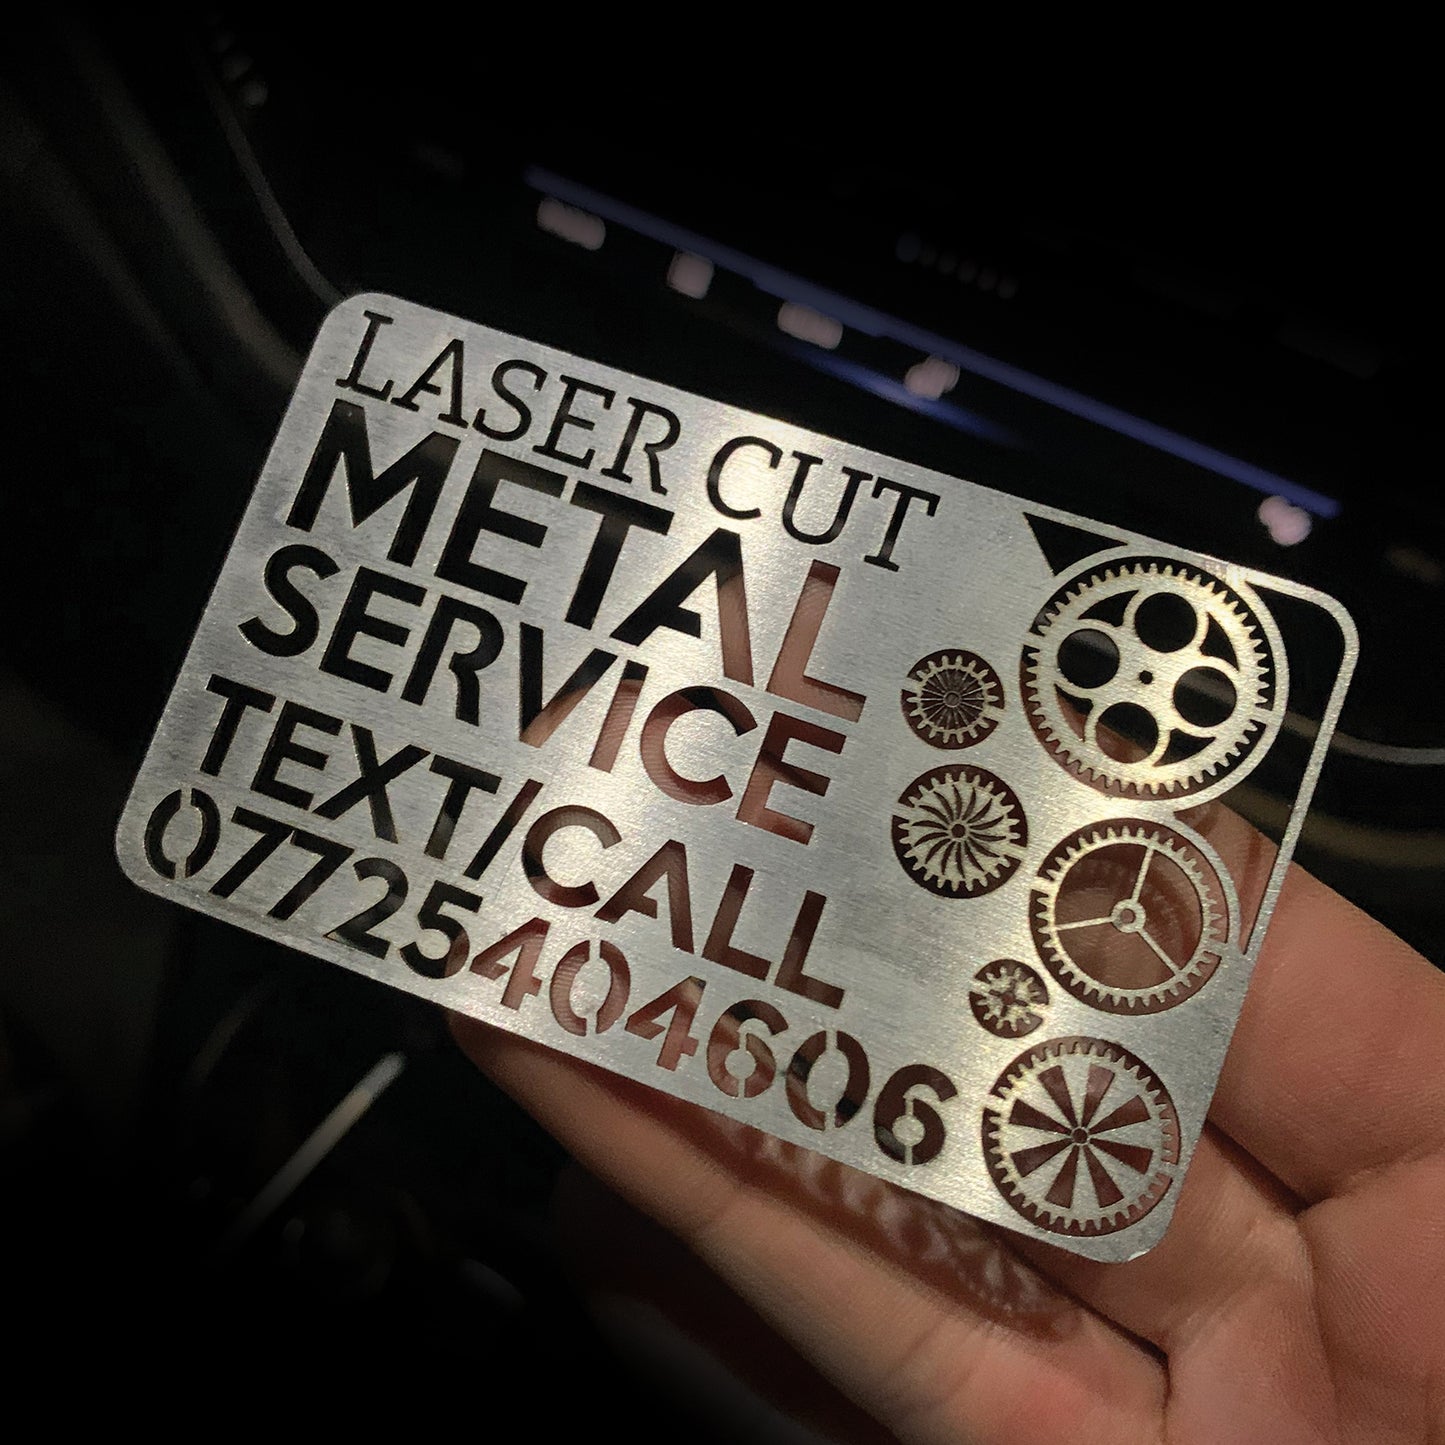 LASER CUT
METAL
SERVICE
TEXT/CALL
07725404606